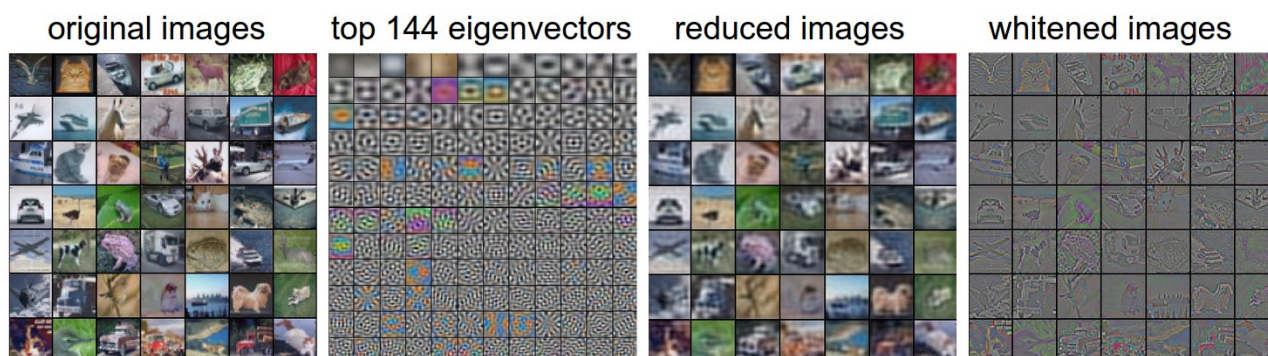 original images
top 144 eigenvectors
reduced images
whitened images